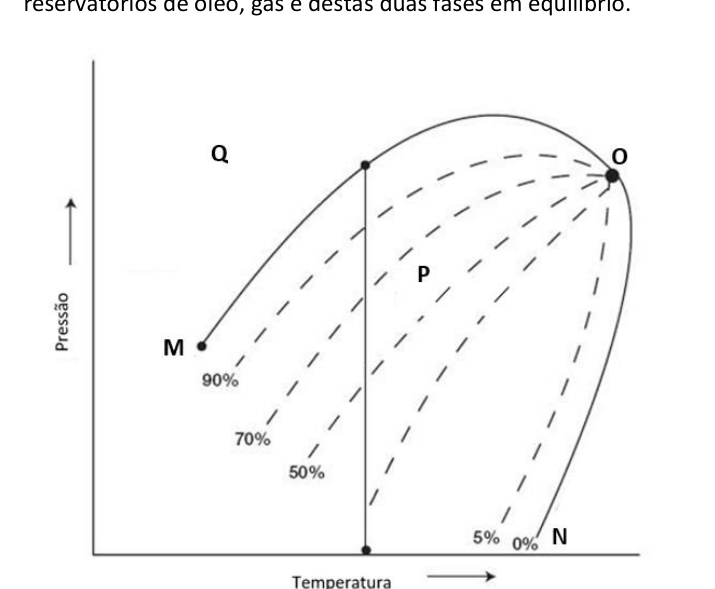 reservatórios de óleo, gás e destas duas fases em equilíbrio.
Q
O
P
Pressão
M
90%
70%
50%
5%
0%
N
Temperatura